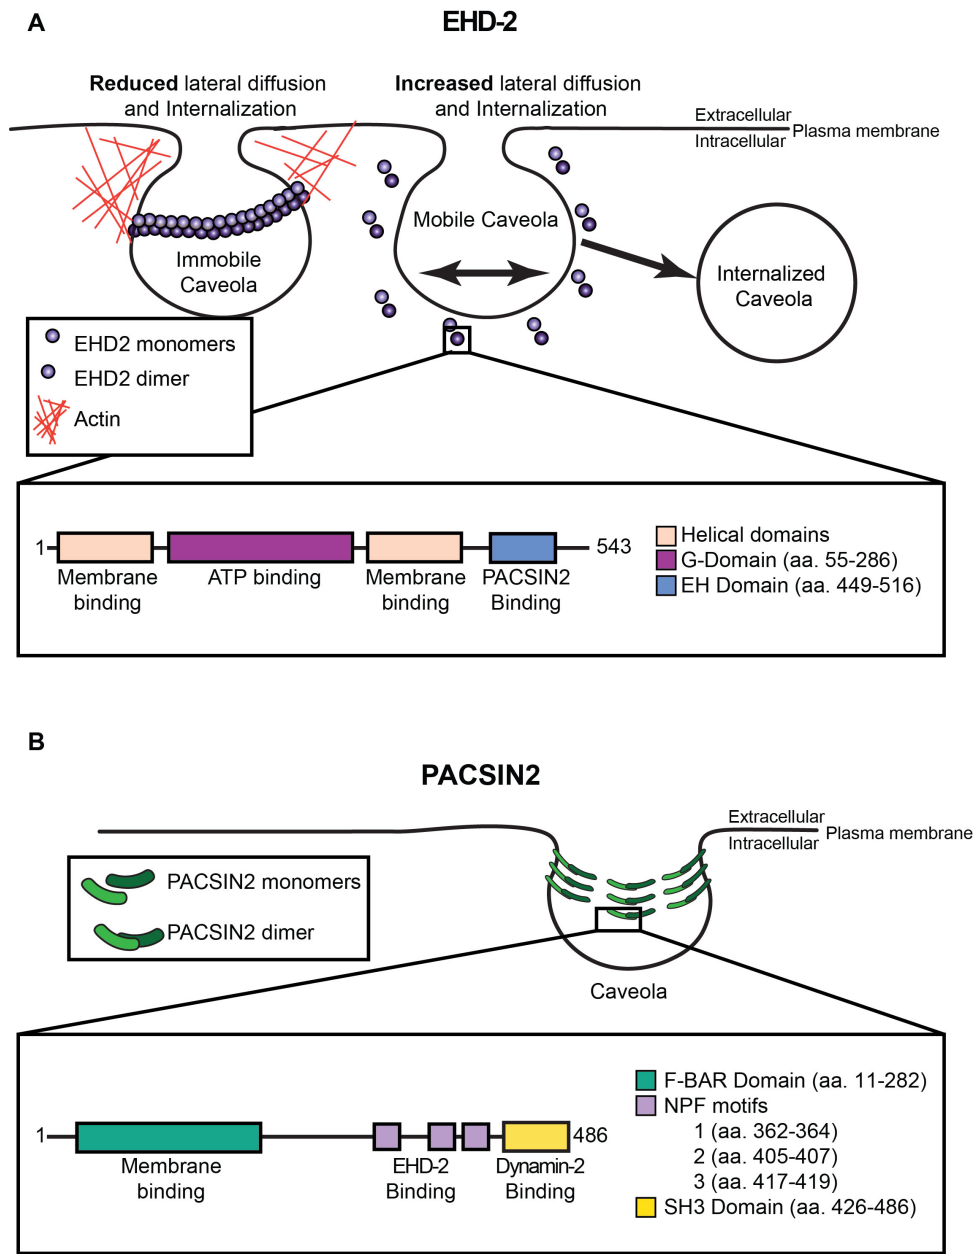 A
EHD-2
Reduced lateral diffusion
and Internalization
Increased lateral diffusion
and Internalization
Extracellular
Intracellular
Plasma membrane
Mobile Caveola
Immobile
Caveola
Internalized
Caveola
EHD2 monomers
EHD2 dimer
Actin
1
543
Membrane
binding
ATP binding
Membrane
binding
PACSIN2
Binding
Helical domains
G-Domain (aa. 55-286)
EH Domain (aa. 449-516)
B
PACSIN2
Extracellular
Intracellular
Plasma membrane
PACSIN2 monomers
PACSIN2 dimer
Caveola
1
486
Membrane
binding
EHD-2
Binding
Dynamin-2
Binding
F-BAR Domain (aa. 11-282)
NPF motifs
1 (aa. 362-364)
2 (aa. 405-407)
3 (aa. 417-419)
SH3 Domain (aa. 426-486)